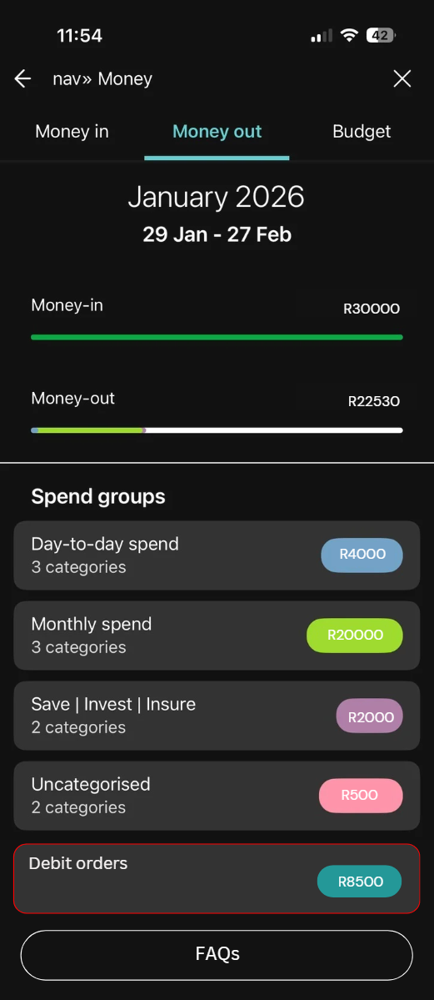 11:54
42
nav» Money
Money in
Money out
Budget
January 2026
29 Jan - 27 Feb
Money-in
R30000
Money-out
R22530
Spend groups
Day-to-day spend
R4000
3 categories
Monthly spend
R20000
3 categories
Save | Invest | Insure
R2000
2 categories
Uncategorised
R500
2 categories
Debit orders
R8500
FAQs